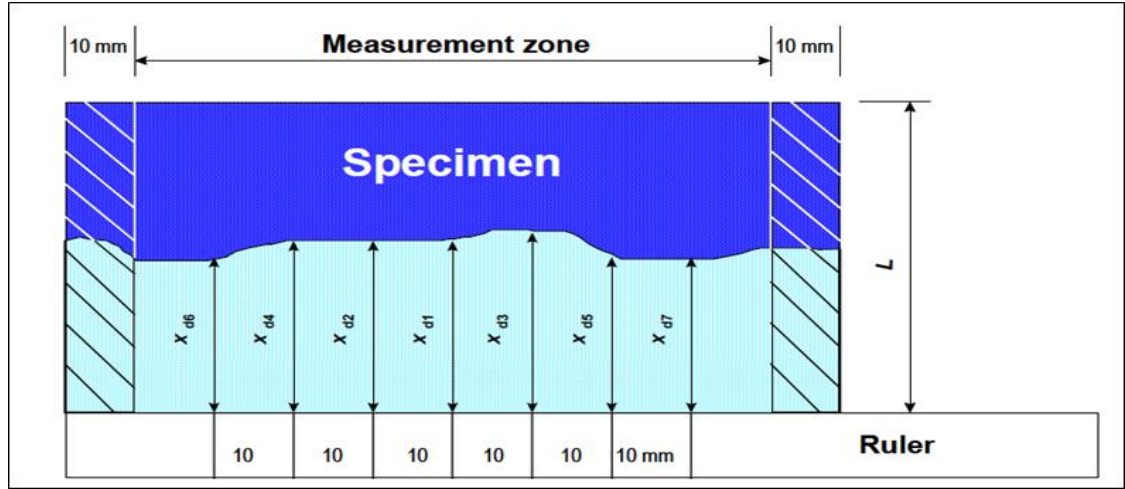 10 mm Measurement zone 10 mm
Specimen
L
X d6 X d4 X d2 X d1 X d3 X d5 X d7
Ruler
10 10 10 10 10 10 mm